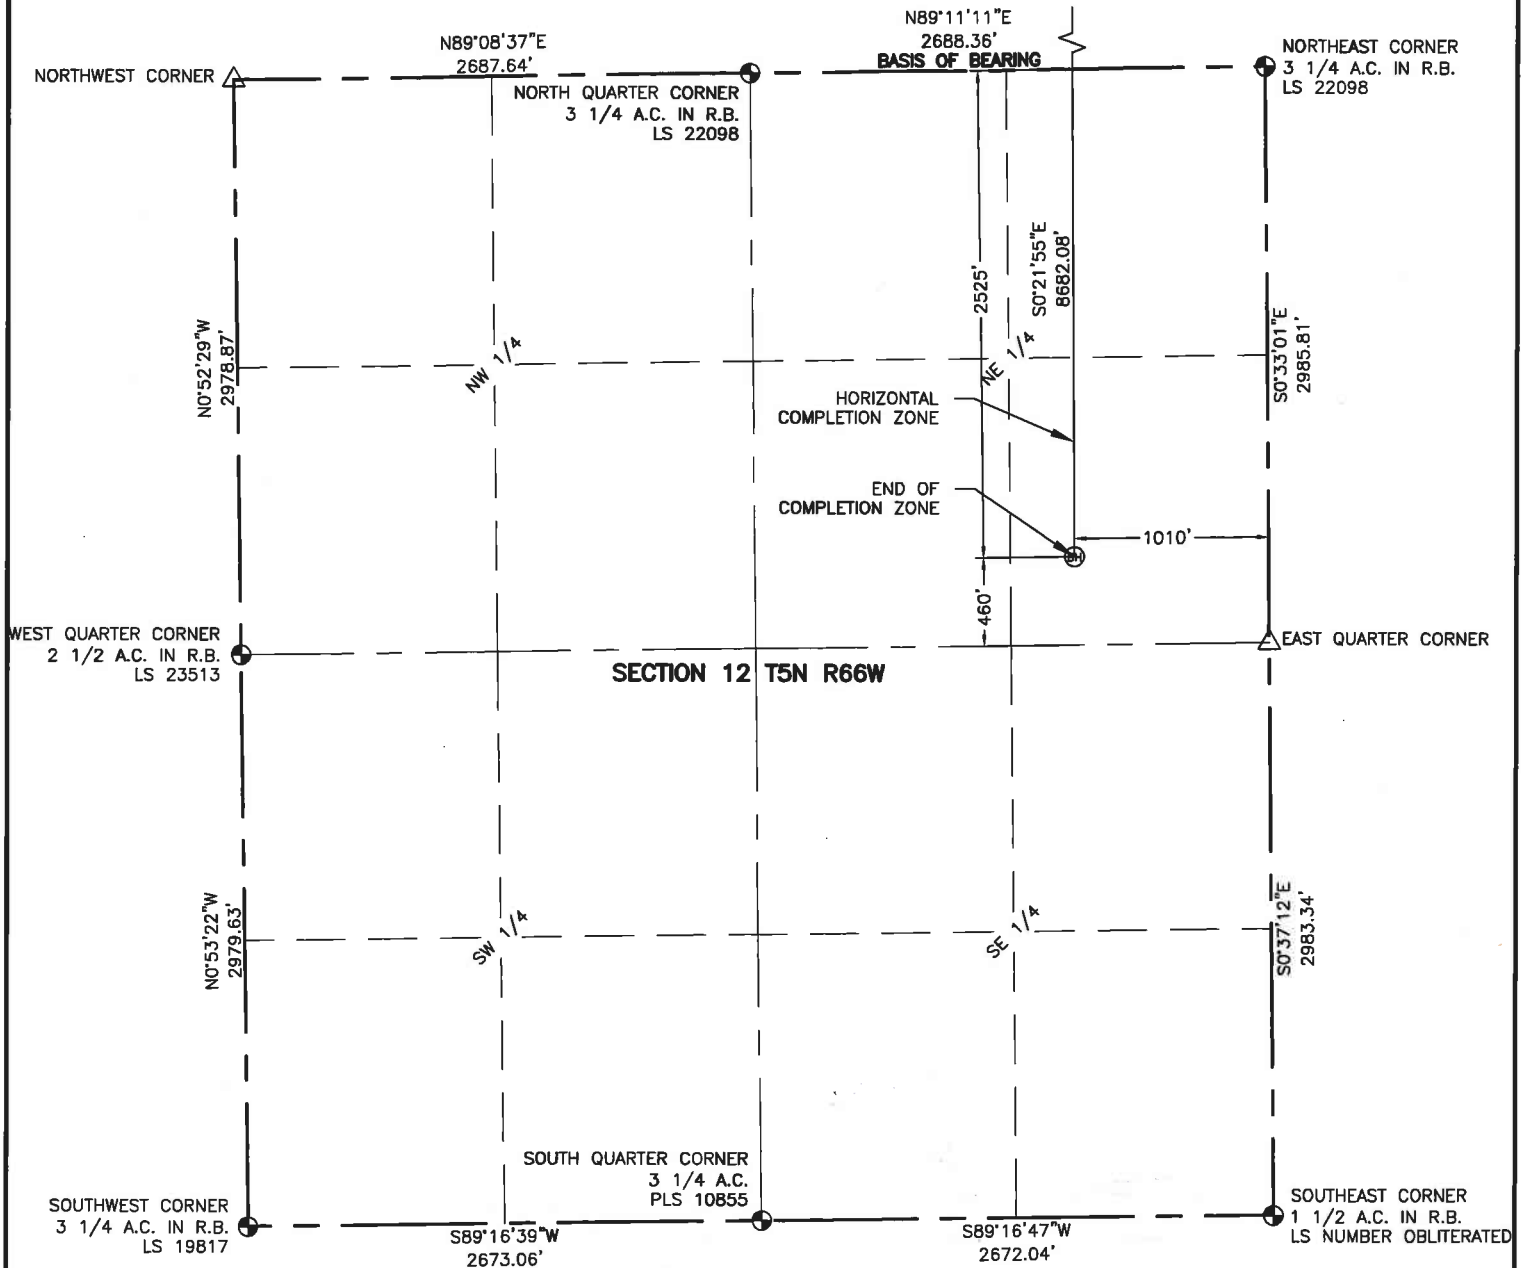 N89°08'37"E
2687.64'
N89°11'11"E
2688.36'
BASIS OF BEARING
NORTHWEST CORNER
NORTH QUARTER CORNER
3 1/4 A.C. IN R.B.
LS 22098
NORTHEAST CORNER
3 1/4 A.C. IN R.B.
LS 22098
N0°52'29"W
2978.87'
NW 1/4
2525'
S0°21'55"E
8682.08'
NE 1/4
S0°33'01"E
2985.81'
HORIZONTAL
COMPLETION ZONE
END OF
COMPLETION ZONE
1010'
BH
460'
WEST QUARTER CORNER
2 1/2 A.C. IN R.B.
LS 23513
EAST QUARTER CORNER
SECTION 12 T5N R66W
N0°53'22"W
2979.63'
SW 1/4
SE 1/4
S0°37'12"E
2983.34'
SOUTHWEST CORNER
3 1/4 A.C. IN R.B.
LS 19817
SOUTH QUARTER CORNER
3 1/4 A.C.
PLS 10855
SOUTHEAST CORNER
1 1/2 A.C. IN R.B.
LS NUMBER OBLITERATED
S89°16'39"W
2673.06'
S89°16'47"W
2672.04'